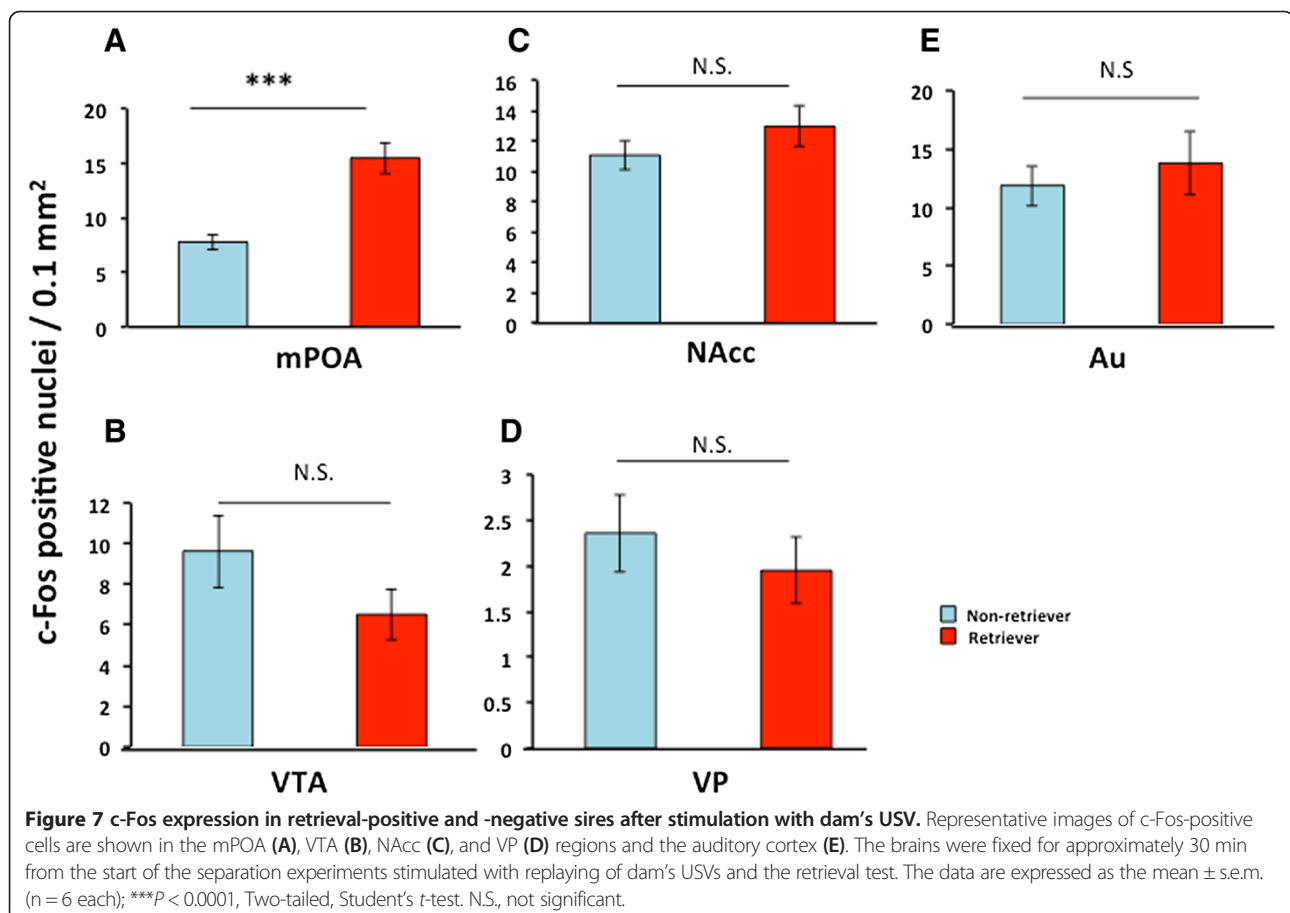 A
***
20
15
10
5
0
mPOA
C
N.S.
16
14
12
10
8
6
4
2
0
NAcc
E
N.S
20
15
10
5
0
Au
c-Fos positive nuclei / 0.1 mm²
B
N.S.
12
10
8
6
4
2
0
VTA
D
N.S.
3
2.5
2
1.5
1
0.5
0
VP
Non-retriever
Retriever
Figure 7 c-Fos expression in retrieval-positive and -negative sires after stimulation with dam's USV. Representative images of c-Fos-positive
cells are shown in the mPOA (A), VTA (B), NAcc (C), and VP (D) regions and the auditory cortex (E). The brains were fixed for approximately 30 min
from the start of the separation experiments stimulated with replaying of dam's USVs and the retrieval test. The data are expressed as the mean ± s.e.m.
(n = 6 each); ***P < 0.0001, Two-tailed, Student's t-test. N.S., not significant.